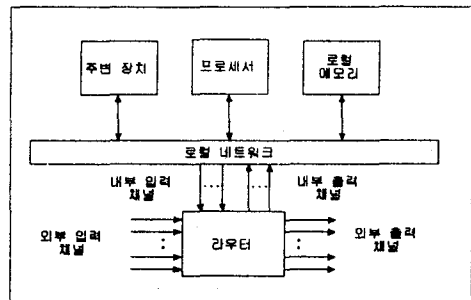 주변 장치
프로세서
로컬
메모리
로컬 네트워크
내부 입력
채널
내부 출력
채널
외부 입력
채널
라우터
외부 출력
채널